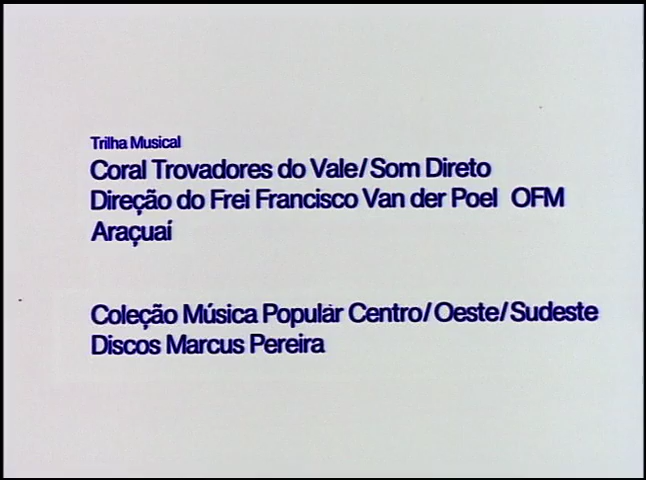 Trilha Musical
Coral Trovadores do Vale/Som Direto
Direção do Frei Francisco Van der Poel OFM
Araçuaí
Coleção Música Popular Centro/Oeste/Sudeste
Discos Marcus Pereira